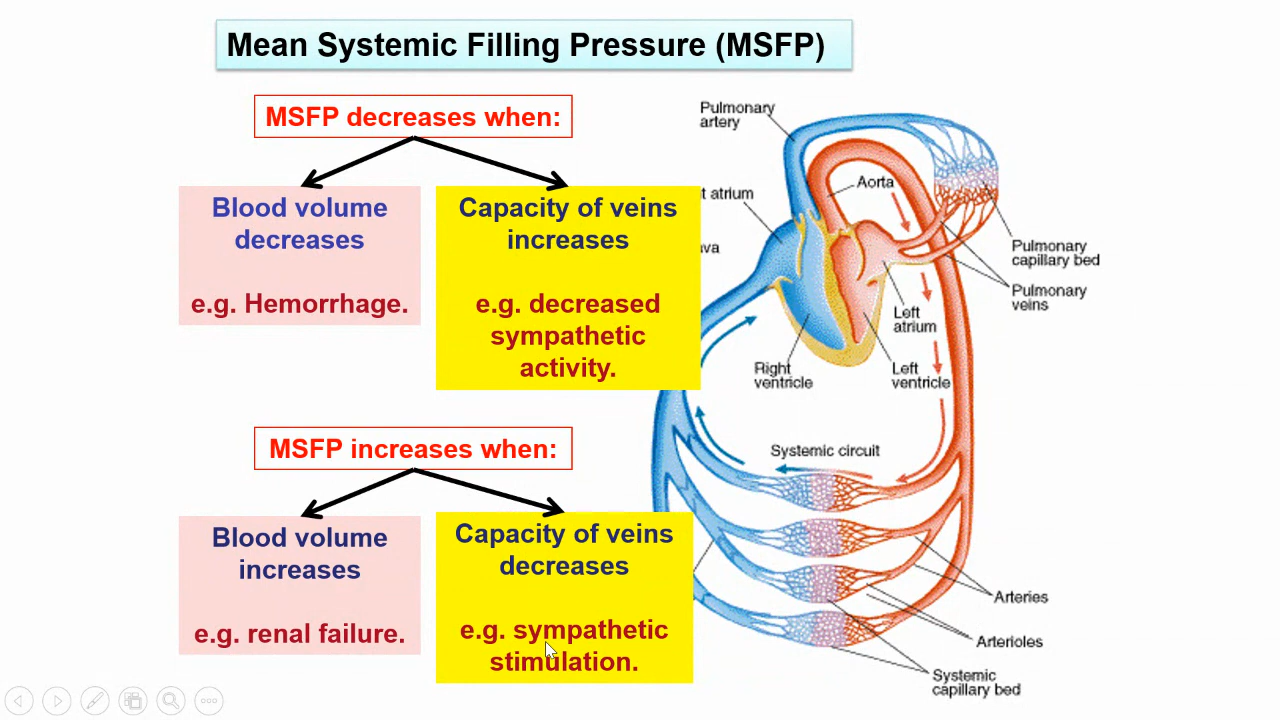 Mean Systemic Filling Pressure (MSFP)
MSFP decreases when:
Blood volume
decreases
e.g. Hemorrhage.
Capacity of veins
increases
e.g. decreased
sympathetic
activity.
MSFP increases when:
Blood volume
increases
e.g. renal failure.
Capacity of veins
decreases
e.g. sympathetic
stimulation.
Pulmonary
artery
Aorta
t atrium
ava
Pulmonary
capillary bed
Pulmonary
veins
Left
atrium
Right
ventricle
Left
ventricle
Systemic circuit
Arteries
Arterioles
Systemic
capillary bed